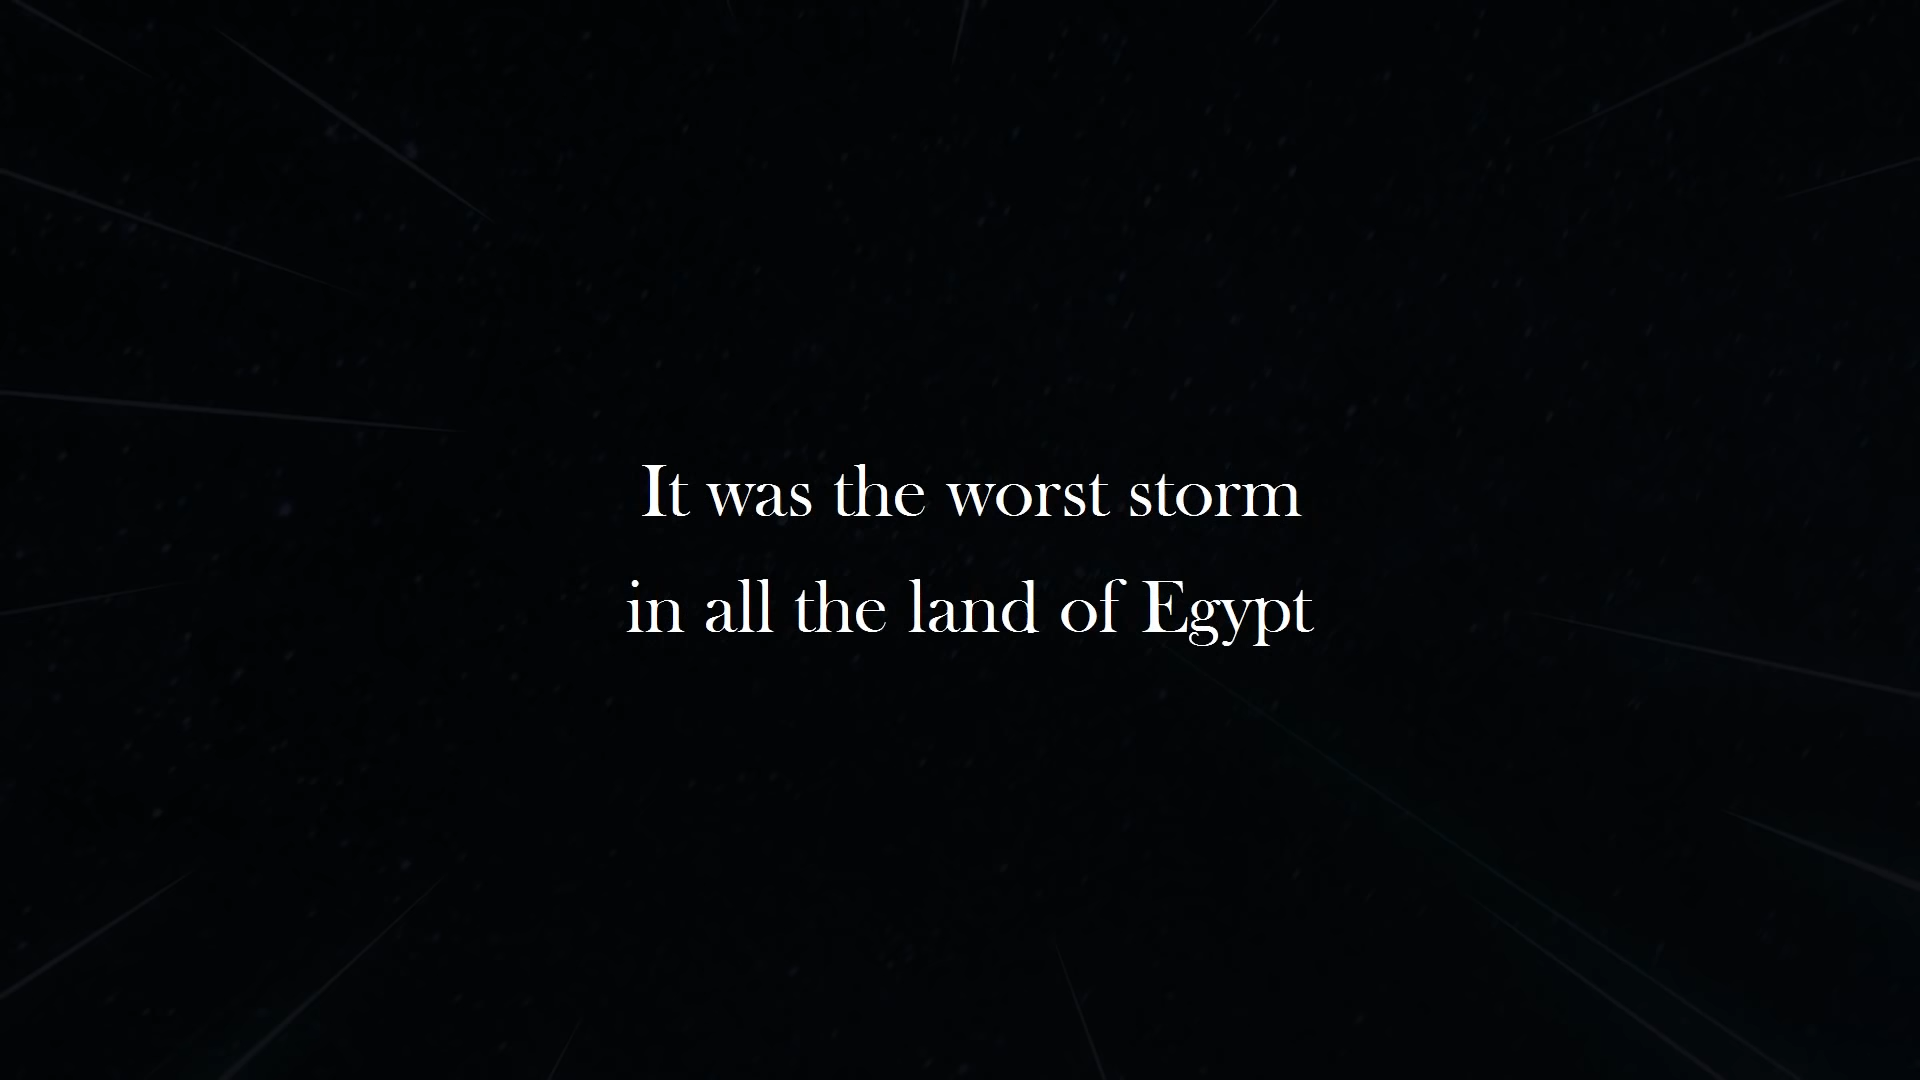 It was the worst storm
in all the land of Egypt